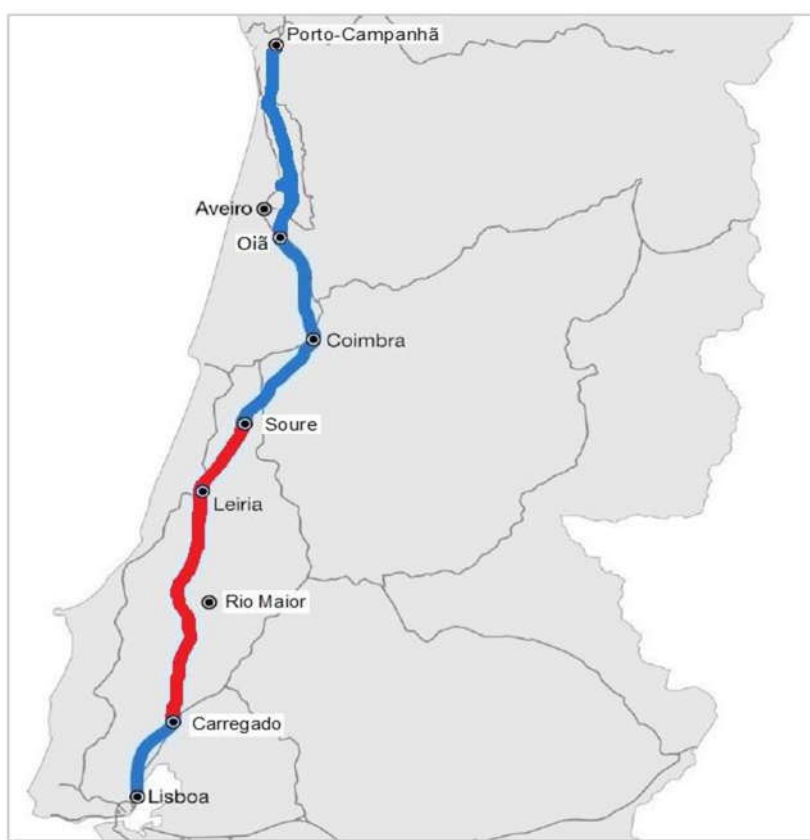 Porto-Campanhã
Aveiro
Oiã
Coimbra
Soure
Leiria
Rio Maior
Carregado
Lisboa